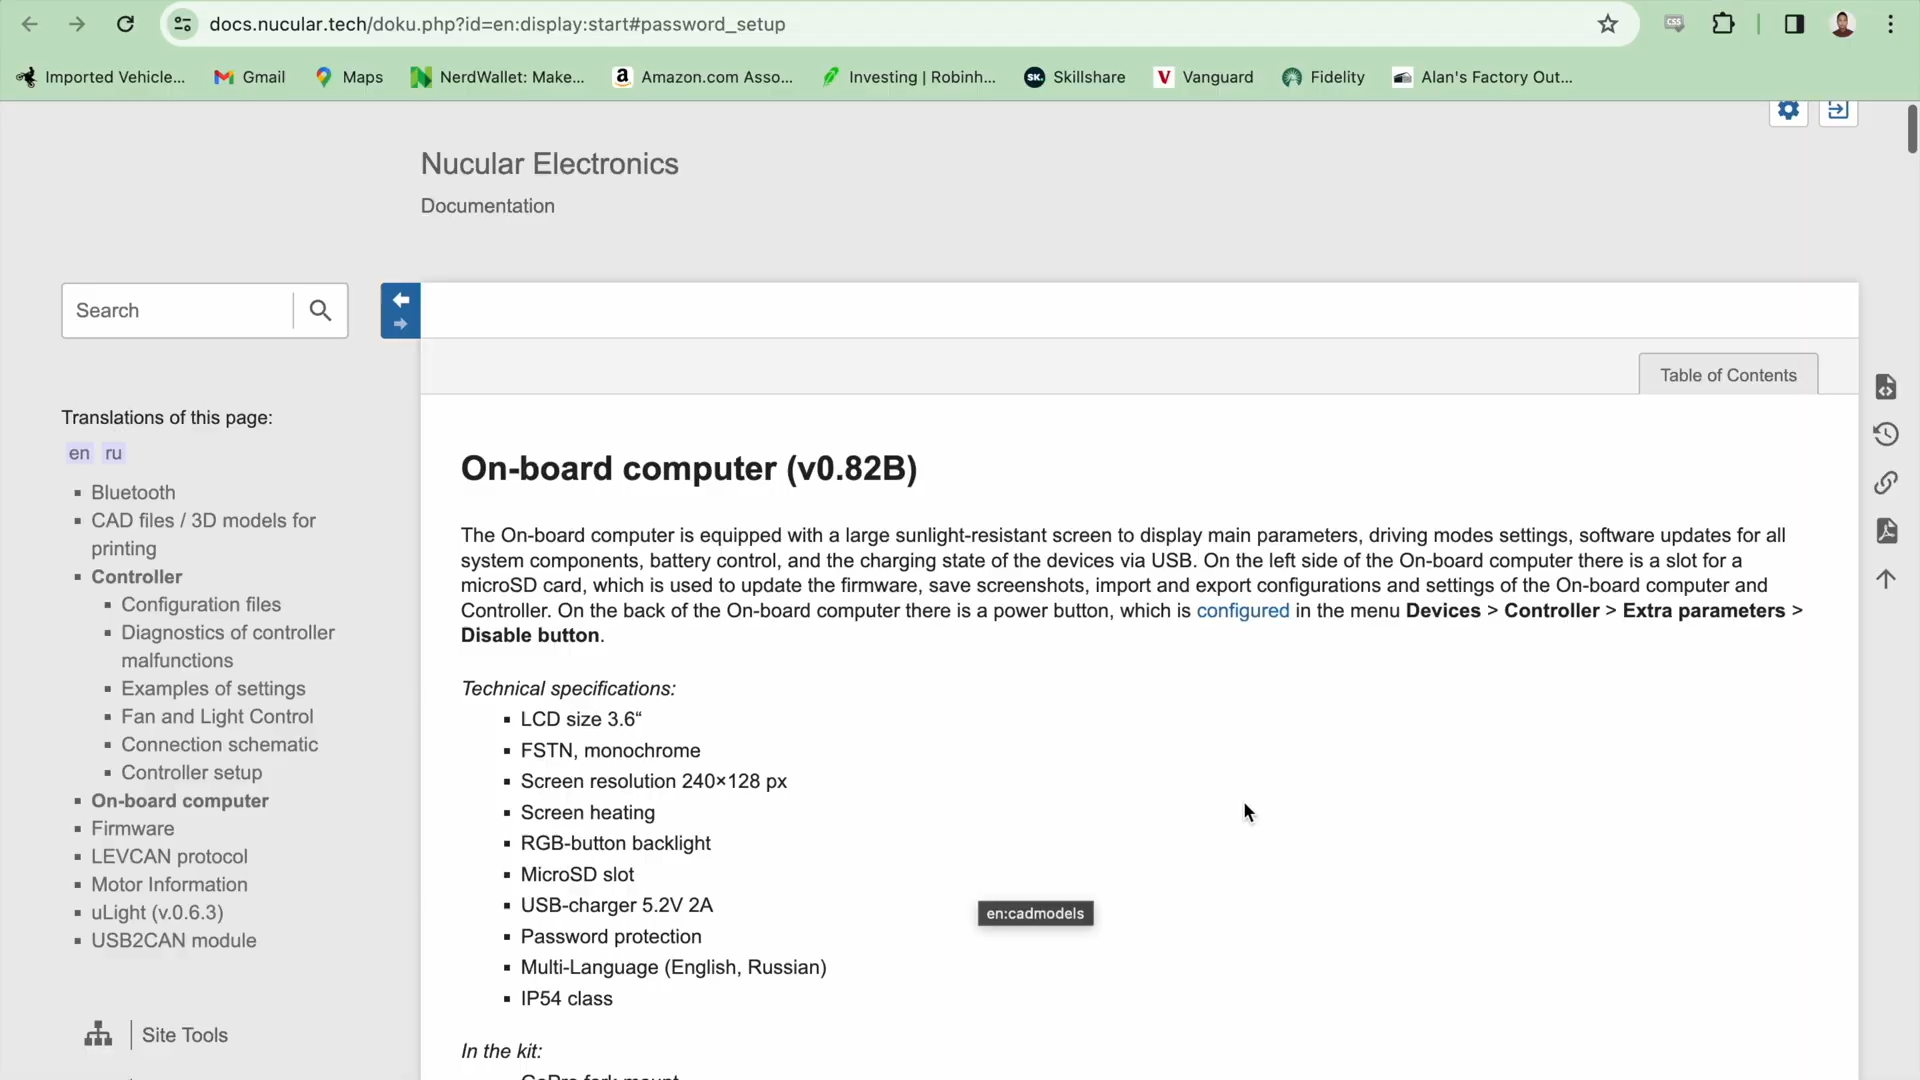 docs.nucular.tech/doku.php?id=en:display:start#password_setup
CSS
Imported Vehicle...
Gmail
Maps
NerdWallet: Make...
a
Amazon.com Asso...
Investing | Robinh...
SK.
Skillshare
V
Vanguard
Fidelity
Alan's Factory Out...
Nucular Electronics
Documentation
Search
Table of Contents
Translations of this page:
en ru
Bluetooth
CAD files / 3D models for
printing
Controller
Configuration files
Diagnostics of controller
malfunctions
Examples of settings
Fan and Light Control
Connection schematic
Controller setup
On-board computer
Firmware
LEVCAN protocol
Motor Information
uLight (v.0.6.3)
USB2CAN module
Site Tools
On-board computer (v0.82B)
The On-board computer is equipped with a large sunlight-resistant screen to display main parameters, driving modes settings, software updates for all
system components, battery control, and the charging state of the devices via USB. On the left side of the On-board computer there is a slot for a
microSD card, which is used to update the firmware, save screenshots, import and export configurations and settings of the On-board computer and
Controller. On the back of the On-board computer there is a power button, which is configured in the menu Devices > Controller > Extra parameters >
Disable button.
Technical specifications:
LCD size 3.6“
FSTN, monochrome
Screen resolution 240×128 px
Screen heating
RGB-button backlight
MicroSD slot
USB-charger 5.2V 2A
Password protection
Multi-Language (English, Russian)
IP54 class
en:cadmodels
In the kit:
GoPro fork mount